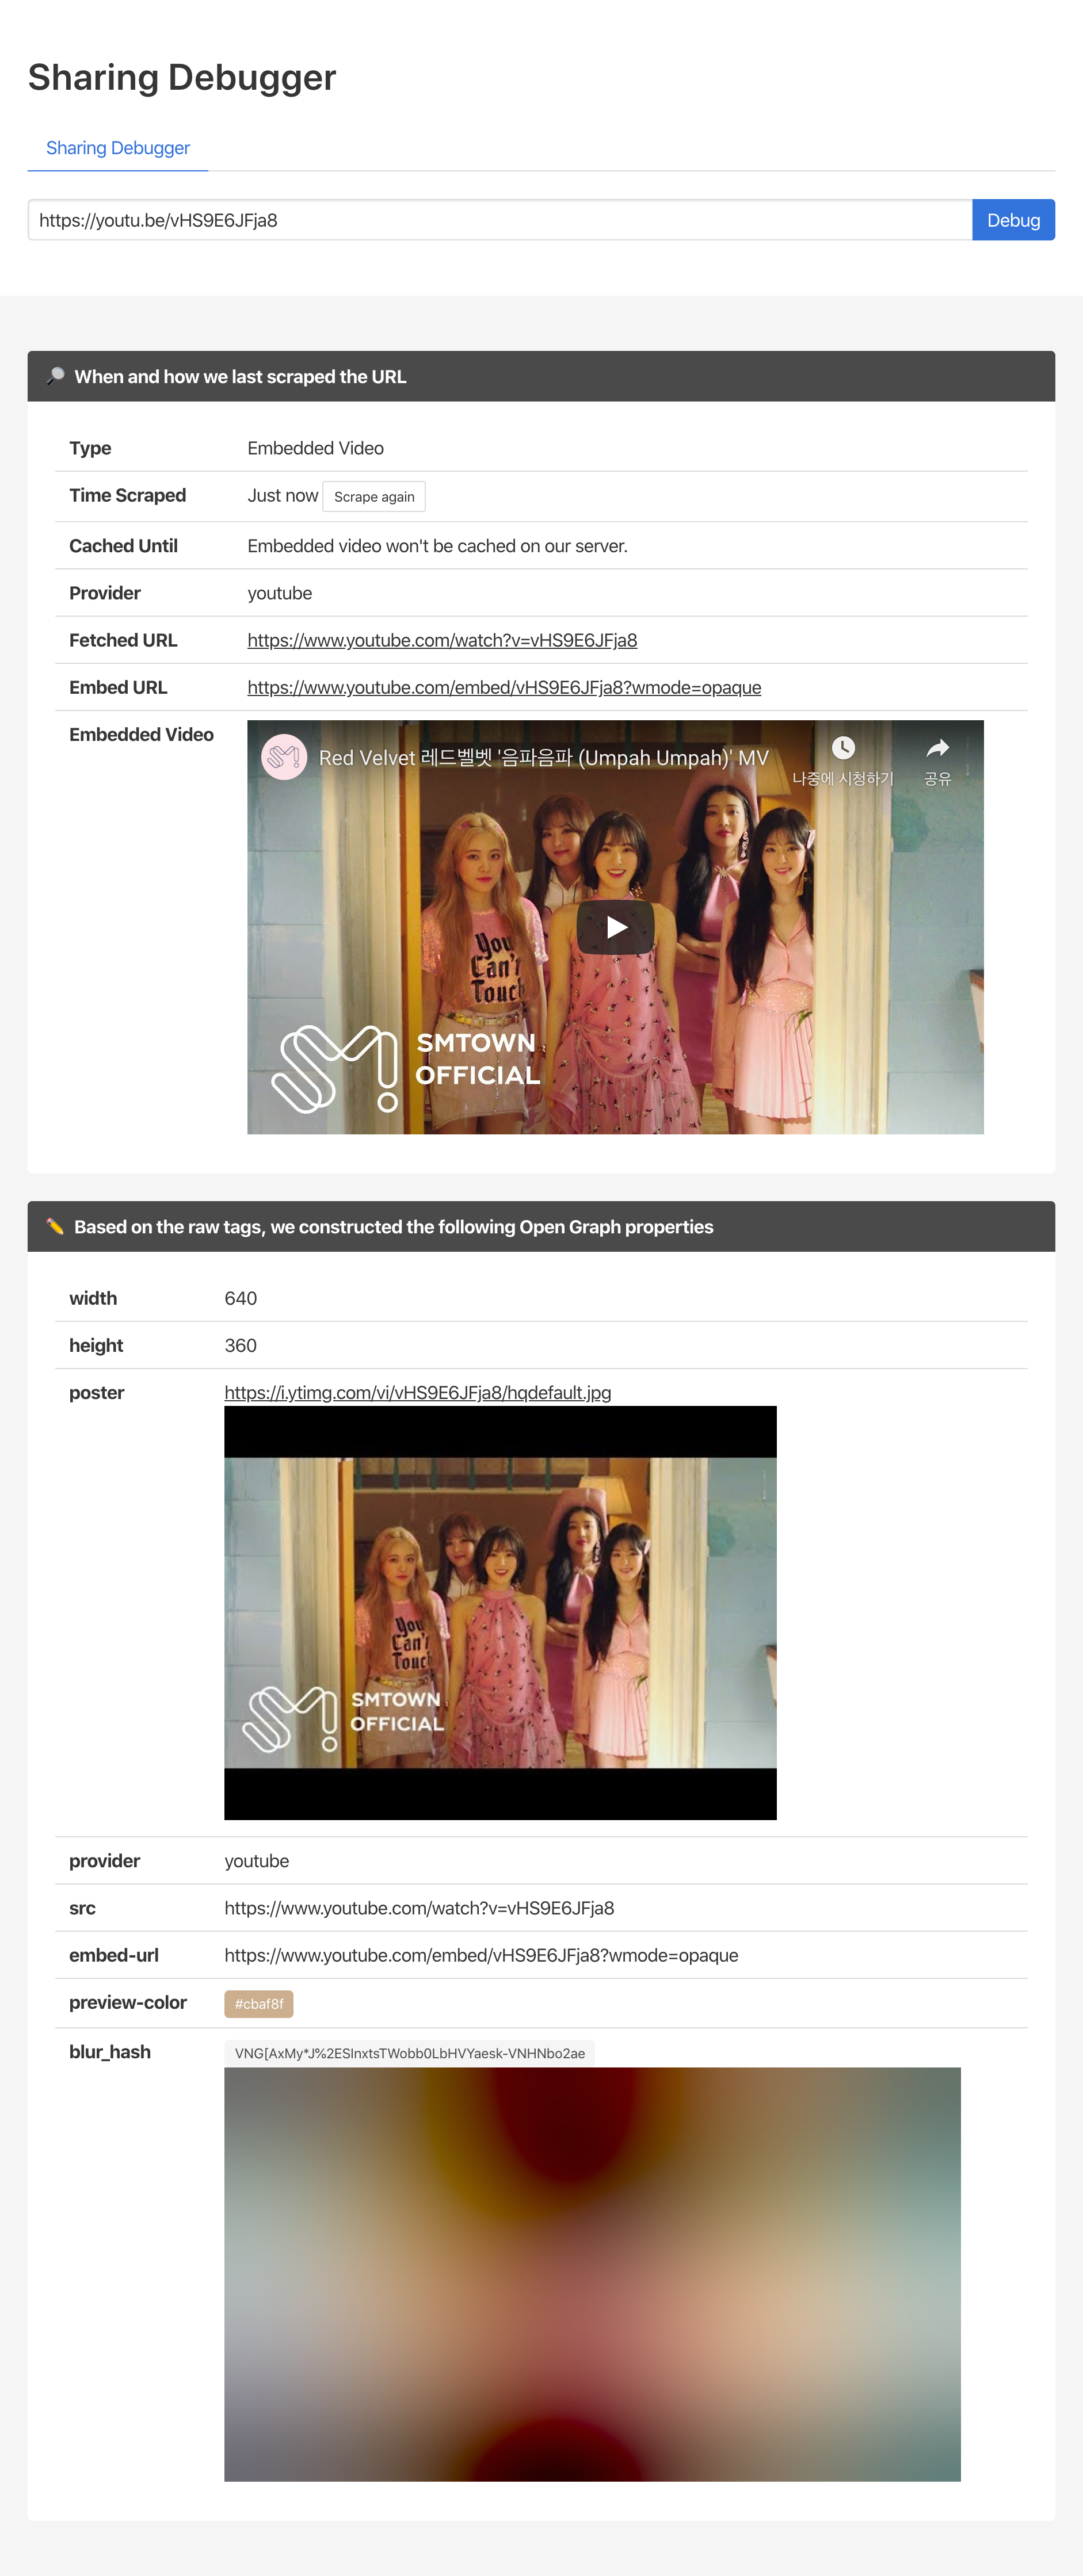 Sharing Debugger
Sharing Debugger
https://youtu.be/vHS9E6JFja8
Debug
🔎 When and how we last scraped the URL
Type Embedded Video
Time Scraped Just now Scrape again
Cached Until Embedded video won't be cached on our server.
Provider youtube
Fetched URL https://www.youtube.com/watch?v=vHS9E6JFja8
Embed URL https://www.youtube.com/embed/vHS9E6JFja8?wmode=opaque
Embedded Video
Red Velvet 레드벨벳 '음파음파 (Umpah Umpah)' MV
나중에 시청하기
공유
You
Can't
Touch
SMTOWN
OFFICIAL
✏️ Based on the raw tags, we constructed the following Open Graph properties
width 640
height 360
poster https://i.ytimg.com/vi/vHS9E6JFja8/hqdefault.jpg
You
Can't
Touch
SMTOWN
OFFICIAL
provider youtube
src https://www.youtube.com/watch?v=vHS9E6JFja8
embed-url https://www.youtube.com/embed/vHS9E6JFja8?wmode=opaque
preview-color #cbaf8f
blur_hash VNG[AxMy*J%2ESInxtsTWobb0LbHVYaesk-VNHNbo2ae